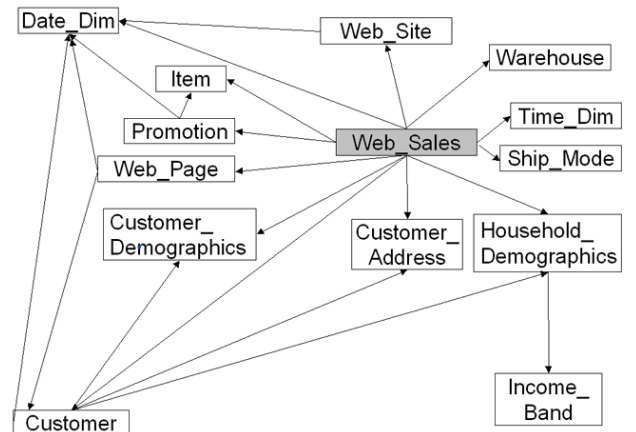 Date_Dim
Web_Site
Warehouse
Item
Time_Dim
Promotion
Web_Sales
Ship_Mode
Web_Page
Customer_
Demographics
Customer_
Address
Household_
Demographics
Income_
Band
Customer